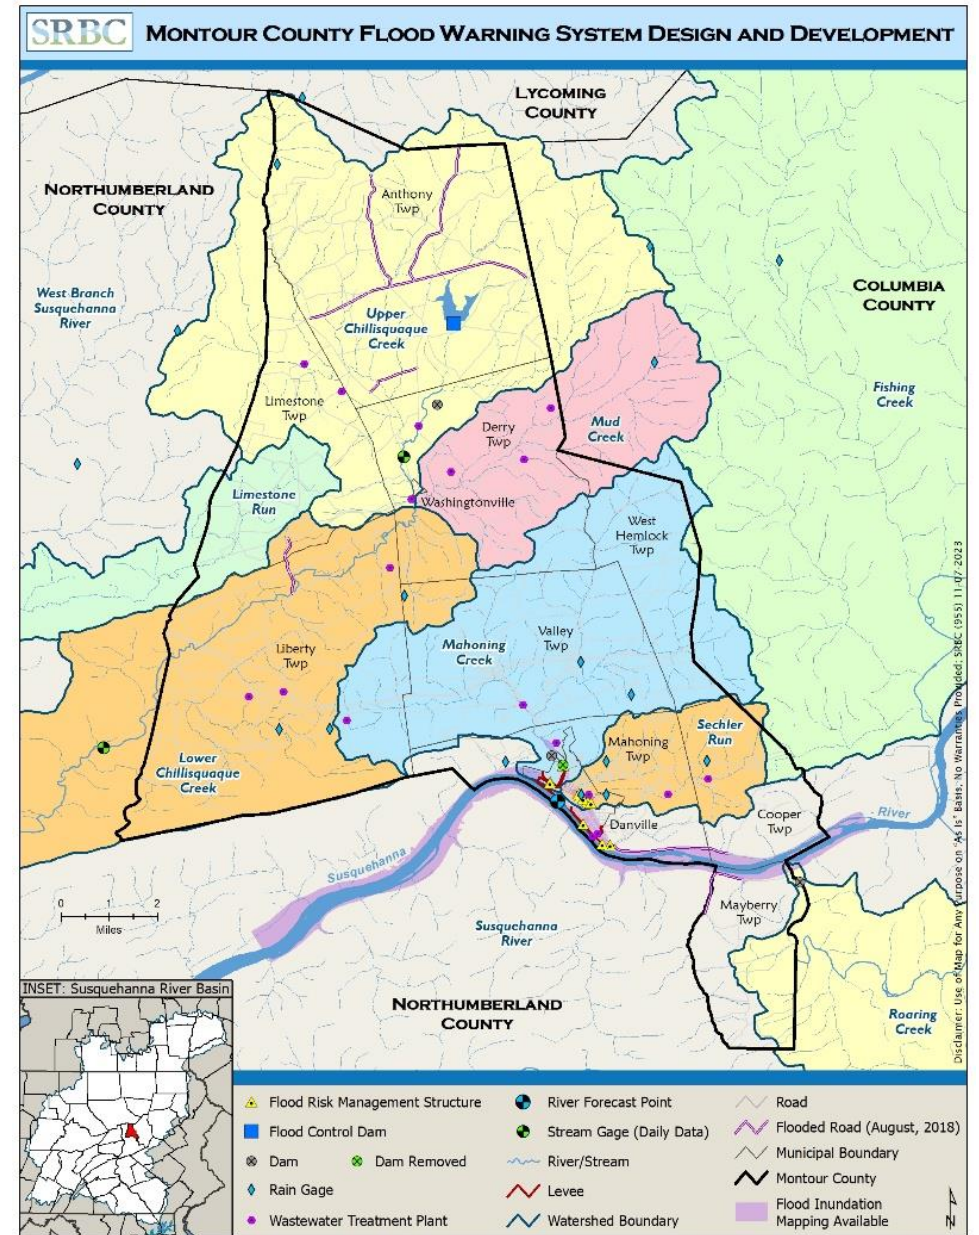 SRBC
MONTOUR COUNTY FLOOD WARNING SYSTEM DESIGN AND DEVELOPMENT
LYCOMING
COUNTY
NORTHUMBERLAND
COUNTY
Anthony
Twp
COLUMBIA
COUNTY
West Branch
Susquehanna
River
Upper
Chillisquaque
Creek
Fishing
Creek
Limestone
Twp
Derry
Twp
Mud
Creek
Limestone
Run
Washingtonville
West
Hemlock
Twp
Liberty
Twp
Mahoning
Creek
Valley
Twp
Lower
Chillisquaque
Creek
Mahoning
Twp
Sechler
Run
Danville
Cooper
Twp
River
Susquehanna
Mayberry
Twp
0 1 2
Miles
Susquehanna
River
NORTHUMBERLAND
COUNTY
Roaring
Creek
Disclaimer: Use of Map for Any Purpose on "As Is" Basis. No Warranties Provided; SRBC (955) 11-07-2023
INSET: Susquehanna River Basin
Flood Risk Management Structure
Flood Control Dam
Dam
Dam Removed
Rain Gage
Wastewater Treatment Plant
River Forecast Point
Stream Gage (Daily Data)
River/Stream
Levee
Watershed Boundary
Road
Flooded Road (August, 2018)
Municipal Boundary
Montour County
Flood Inundation
Mapping Available
N